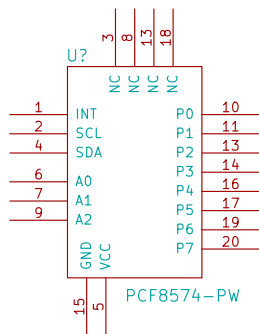 3 8 13 18
U?
NC NC NC NC
1 INT P0 10
2 SCL P1 11
4 SDA P2 13
P3 14
6 A0 P4 16
7 A1 P5 17
9 A2 P6 19
P7 20
GND VCC
15 5
PCF8574-PW